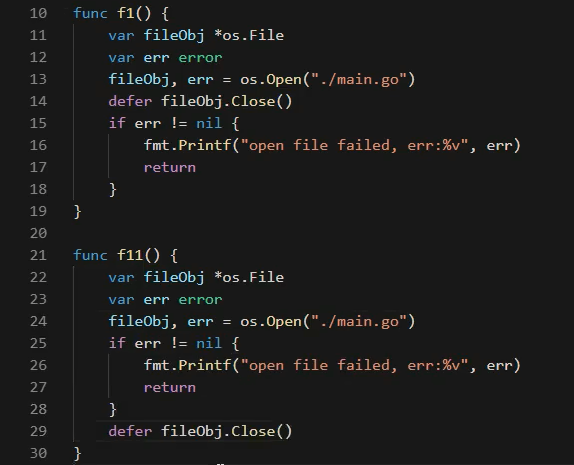 10 func f1() {
11     var fileObj *os.File
12     var err error
13     fileObj, err = os.Open("./main.go")
14     defer fileObj.Close()
15     if err != nil {
16         fmt.Printf("open file failed, err:%v", err)
17         return
18     }
19 }
20
21 func f11() {
22     var fileObj *os.File
23     var err error
24     fileObj, err = os.Open("./main.go")
25     if err != nil {
26         fmt.Printf("open file failed, err:%v", err)
27         return
28     }
29     defer fileObj.Close()
30 }